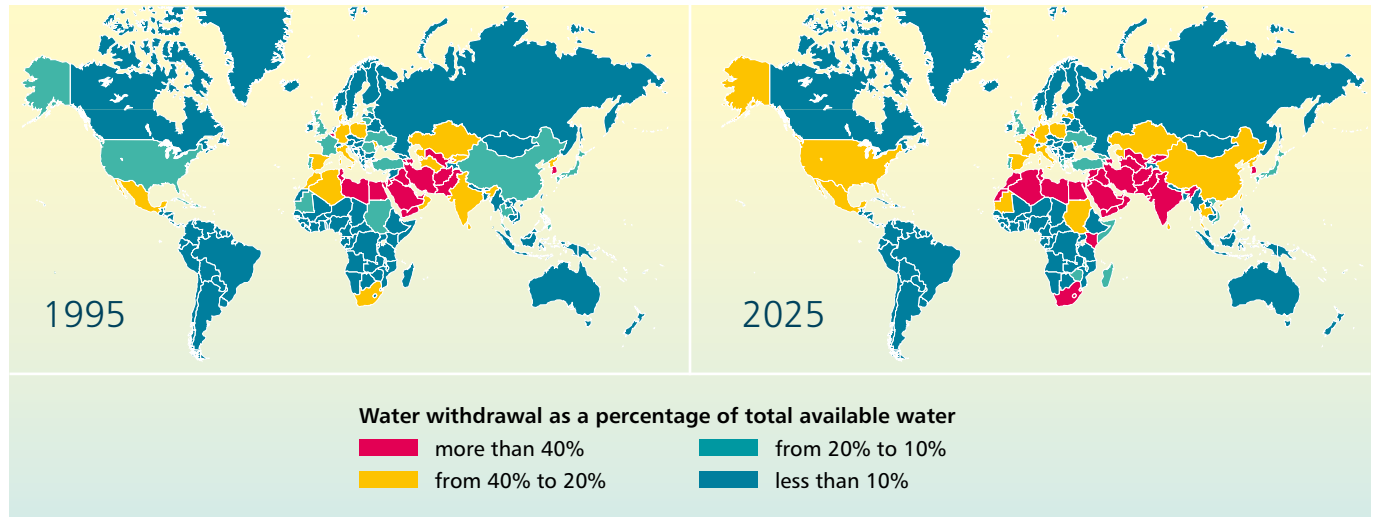 1995
2025
Water withdrawal as a percentage of total available water
more than 40%
from 20% to 10%
from 40% to 20%
less than 10%